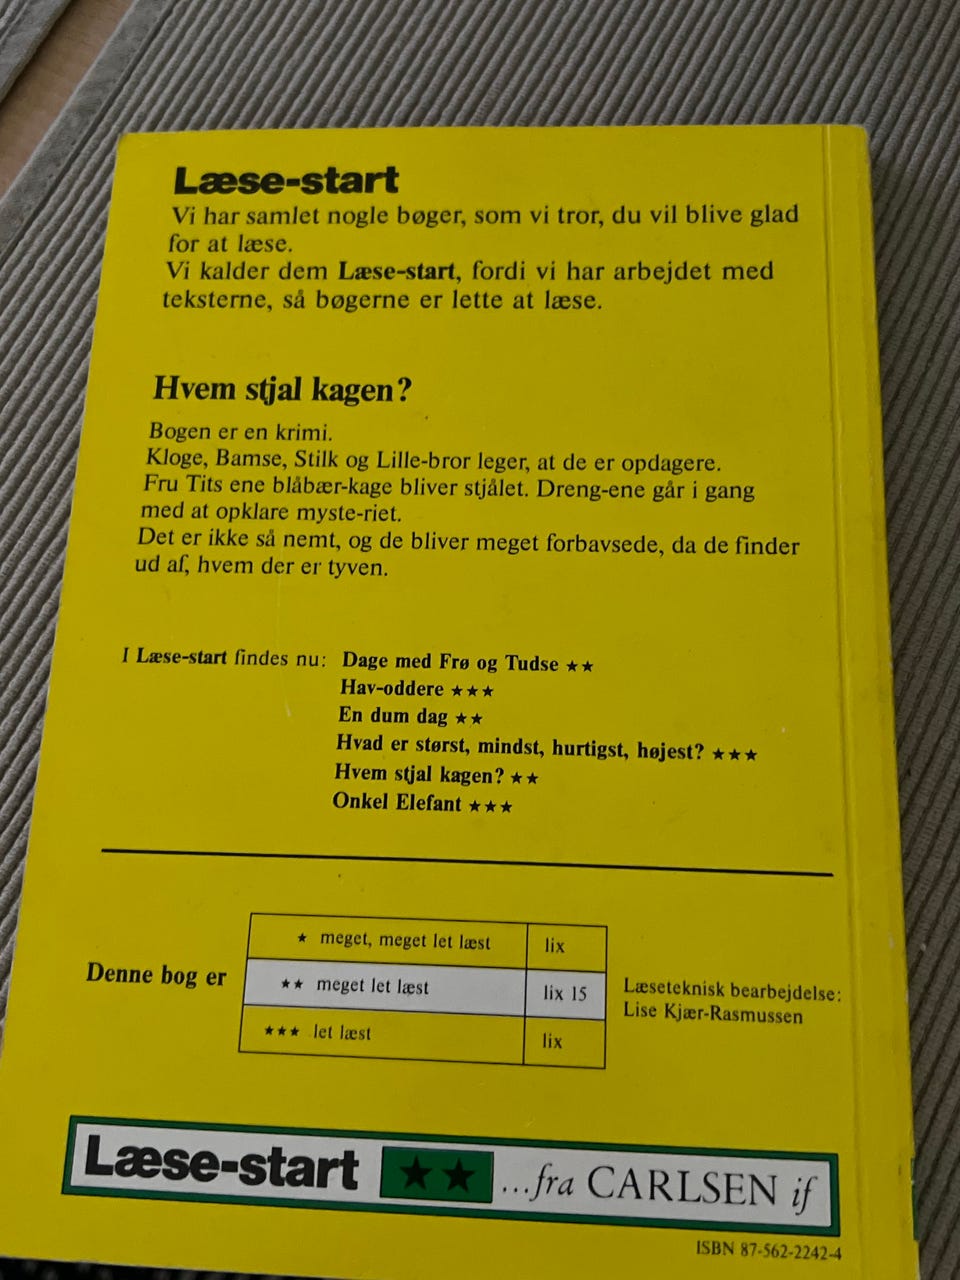 Læse-start
Vi har samlet nogle bøger, som vi tror, du vil blive glad
for at læse.
Vi kalder dem Læse-start, fordi vi har arbejdet med
teksterne, så bøgerne er lette at læse.
Hvem stjal kagen?
Bogen er en krimi.
Kloge, Bamse, Stilk og Lille-bror leger, at de er opdagere.
Fru Tits ene blåbær-kage bliver stjålet. Dreng-ene går i gang
med at opklare myste-riet.
Det er ikke så nemt, og de bliver meget forbavsede, da de finder
ud af, hvem der er tyven.
I Læse-start findes nu: Dage med Frø og Tudse ★★
Hav-oddere ★★★
En dum dag ★★
Hvad er størst, mindst, hurtigst, højest? ★★★
Hvem stjal kagen? ★★
Onkel Elefant ★★★
Denne bog er
★ meget, meget let læst lix
★★ meget let læst lix 15
★★★ let læst lix
Læseteknisk bearbejdelse:
Lise Kjær-Rasmussen
Læse-start ★★ ...fra CARLSEN if
ISBN 87-562-2242-4